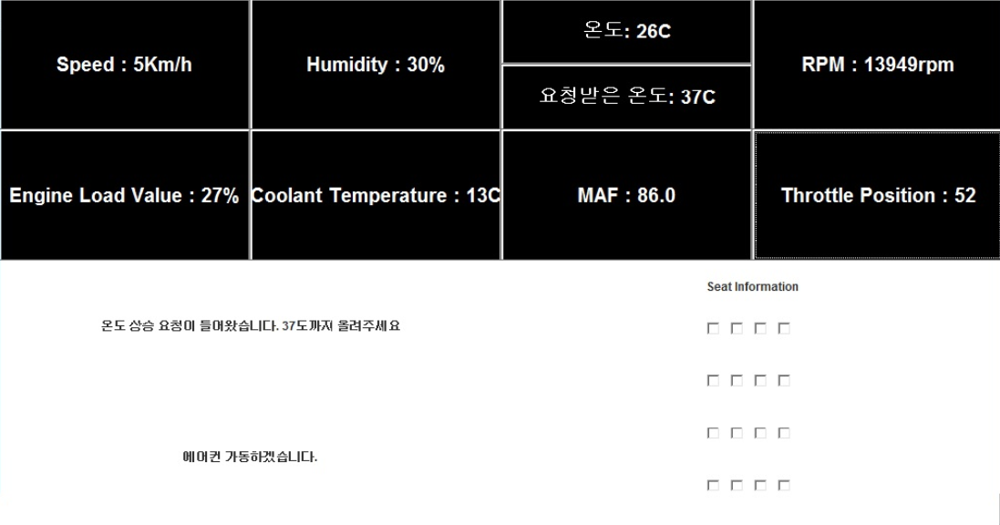 Speed : 5Km/h
Humidity : 30%
온도: 26C
요청받은 온도: 37C
RPM : 13949rpm
Engine Load Value : 27%
Coolant Temperature : 13C
MAF : 86.0
Throttle Position : 52
Seat Information
온도 상승 요청이 들어왔습니다. 37도까지 올려주세요
에어컨 가동하겠습니다.